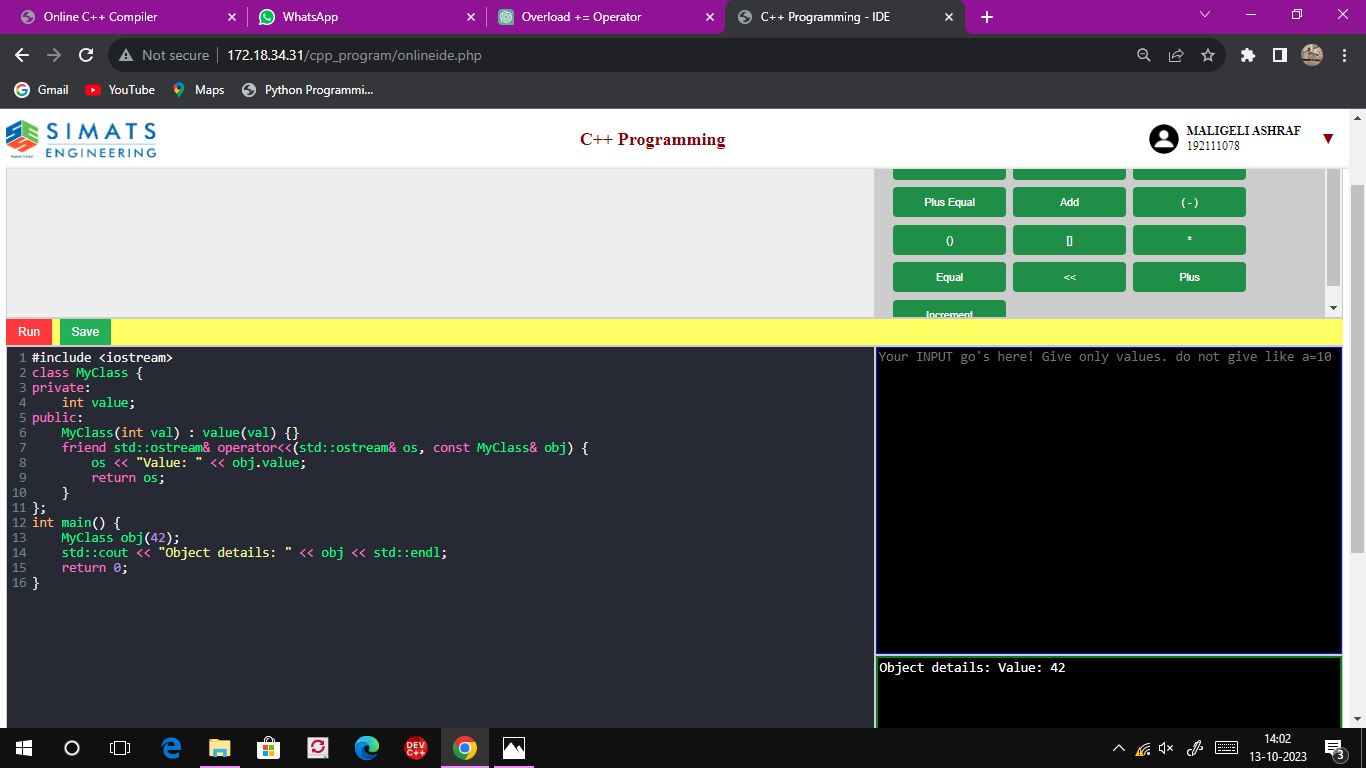 Online C++ Compiler
WhatsApp
Overload += Operator
C++ Programming - IDE
Not secure
172.18.34.31/cpp_program/onlineide.php
Gmail
YouTube
Maps
Python Programmi...
SIMATS
ENGINEERING
C++ Programming
MALIGELI ASHRAF
192111078
Plus Equal
Add
( - )
()
[]
*
Equal
<<
Plus
Increment
Run
Save
1 #include <iostream>
2 class MyClass {
3 private:
4     int value;
5 public:
6     MyClass(int val) : value(val) {}
7     friend std::ostream& operator<<(std::ostream& os, const MyClass& obj) {
8         os << "Value: " << obj.value;
9         return os;
10     }
11 };
12 int main() {
13     MyClass obj(42);
14     std::cout << "Object details: " << obj << std::endl;
15     return 0;
16 }
Your INPUT go's here! Give only values. do not give like a=10
Object details: Value: 42
DEV
C++
14:02
13-10-2023
3